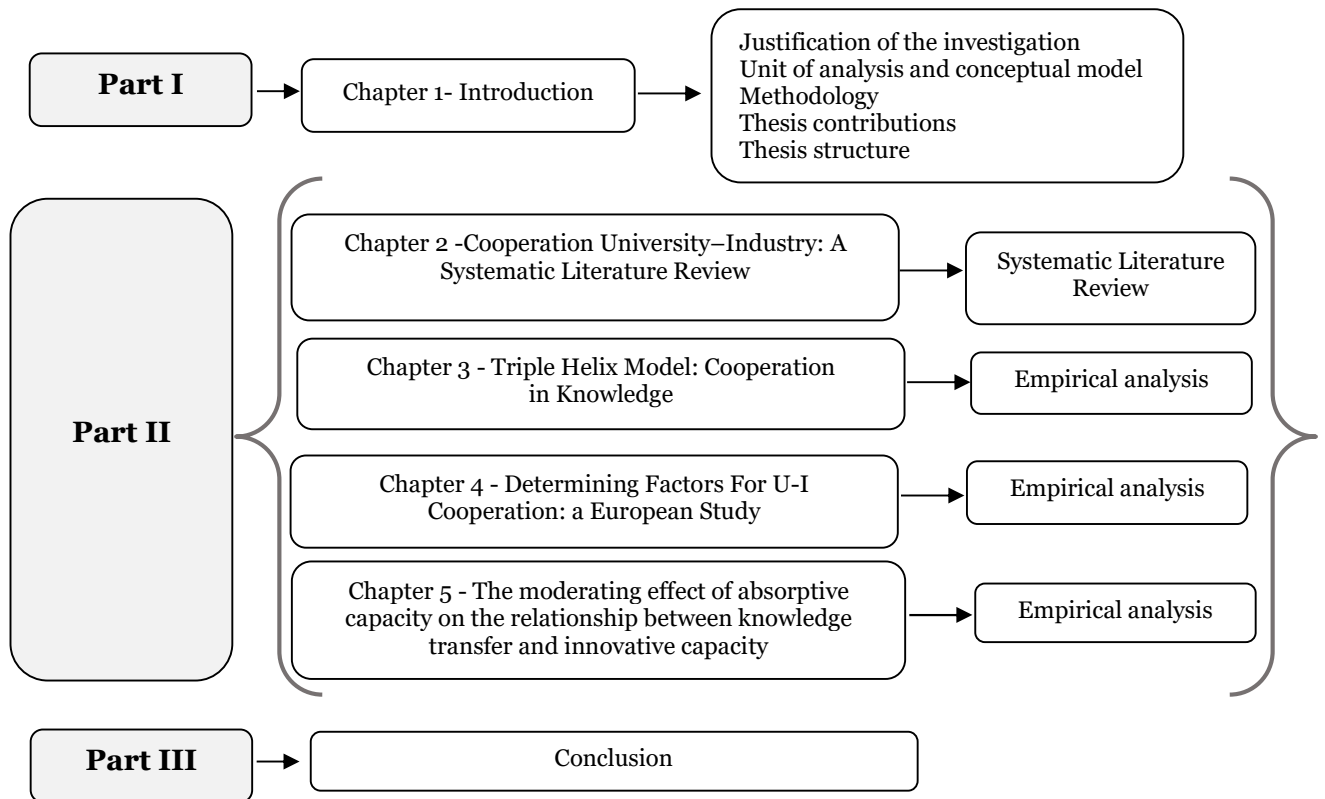 Part I
Chapter 1- Introduction
Justification of the investigation
Unit of analysis and conceptual model
Methodology
Thesis contributions
Thesis structure
Part II
Chapter 2 -Cooperation University–Industry: A
Systematic Literature Review
Systematic Literature
Review
Chapter 3 - Triple Helix Model: Cooperation
in Knowledge
Empirical analysis
Chapter 4 - Determining Factors For U-I
Cooperation: a European Study
Empirical analysis
Chapter 5 - The moderating effect of absorptive
capacity on the relationship between knowledge
transfer and innovative capacity
Empirical analysis
Part III
Conclusion